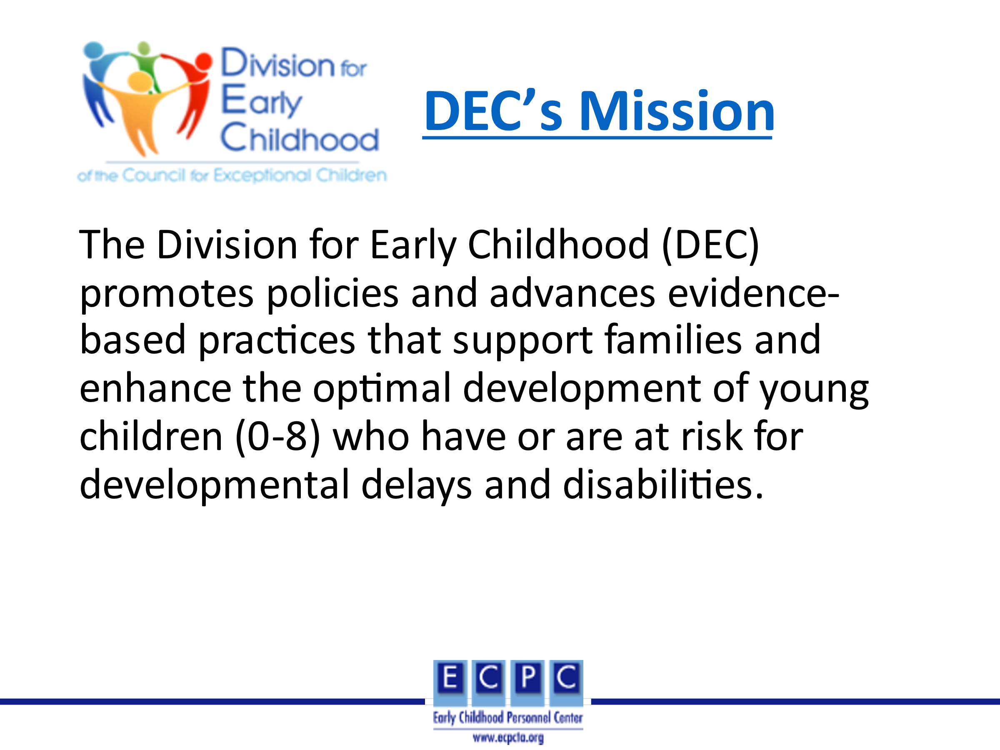 Division for
Early
Childhood
of the Council for Exceptional Children
DEC’s Mission
The Division for Early Childhood (DEC)
promotes policies and advances evidence-
based practices that support families and
enhance the optimal development of young
children (0-8) who have or are at risk for
developmental delays and disabilities.
E C P C
Early Childhood Personnel Center
www.ecpcta.org